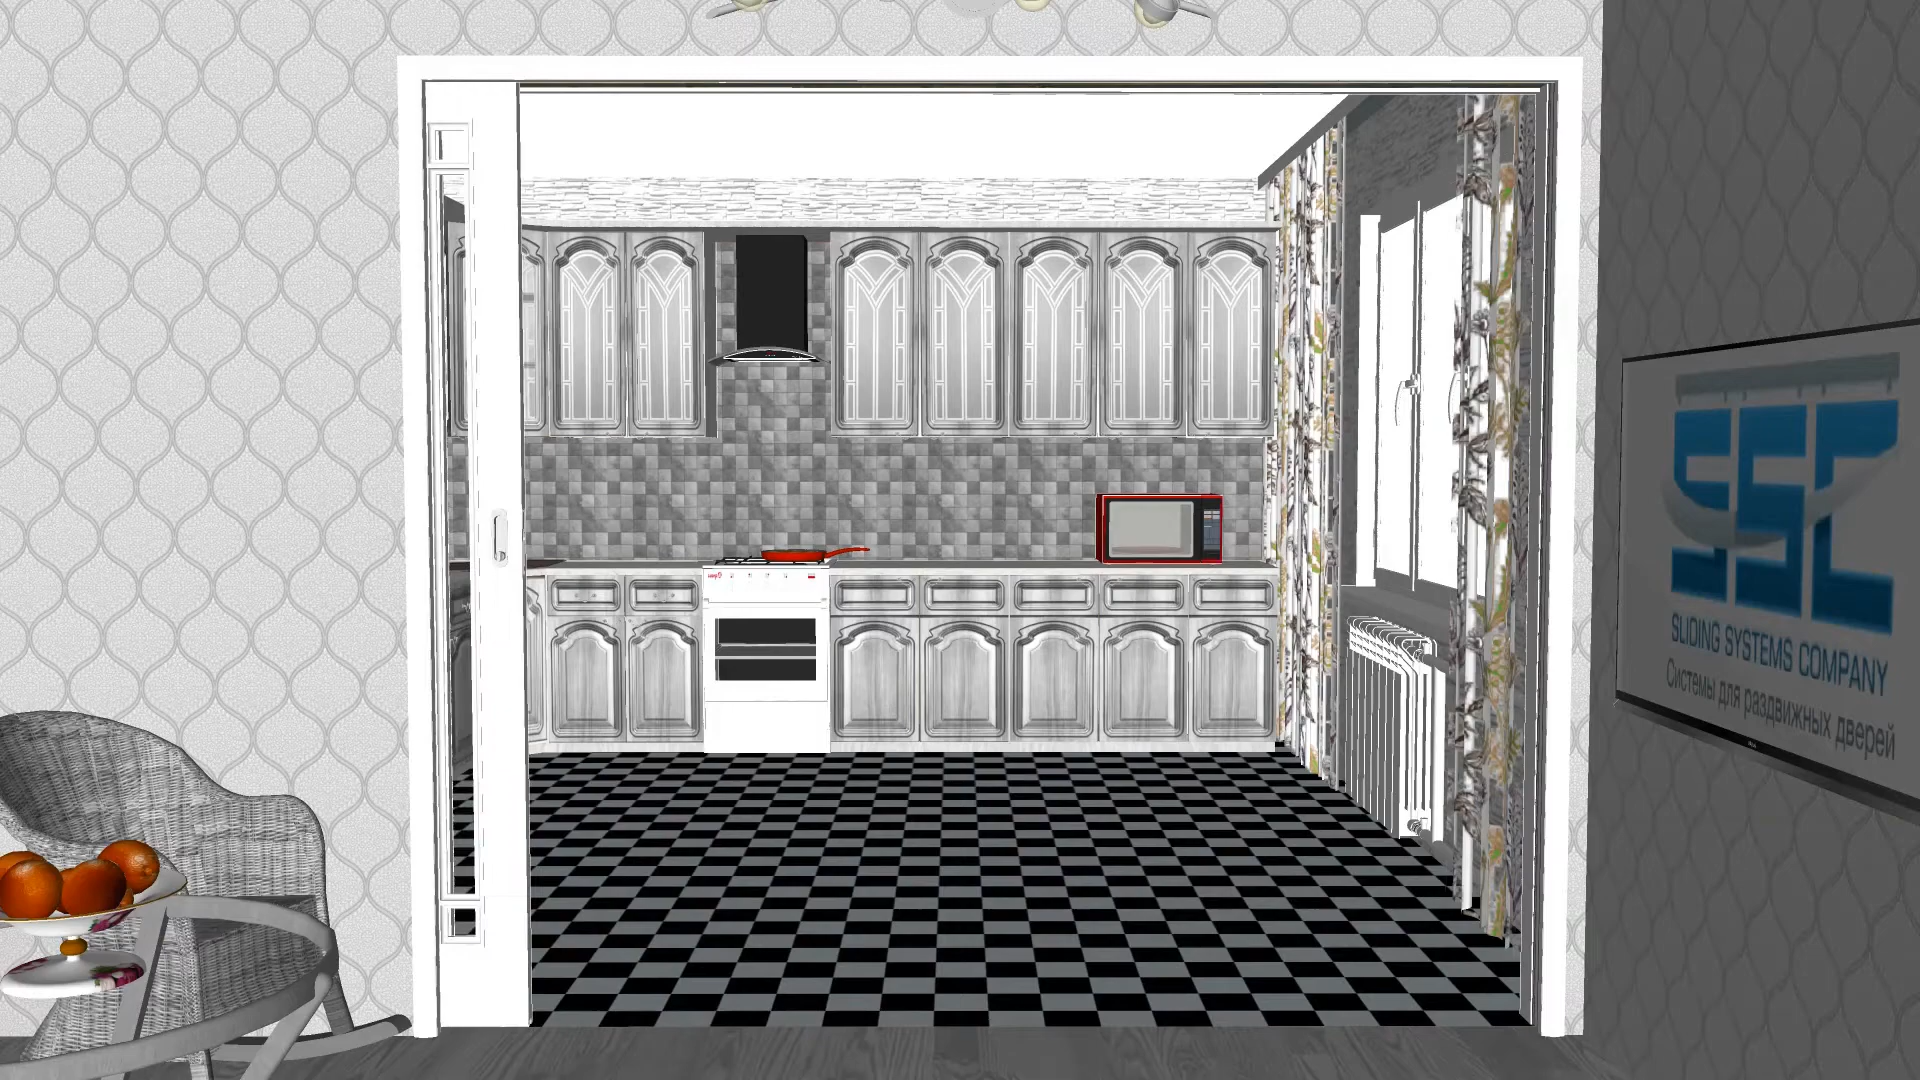 SSC
SLIDING SYSTEMS COMPANY
Системы для раздвижных дверей